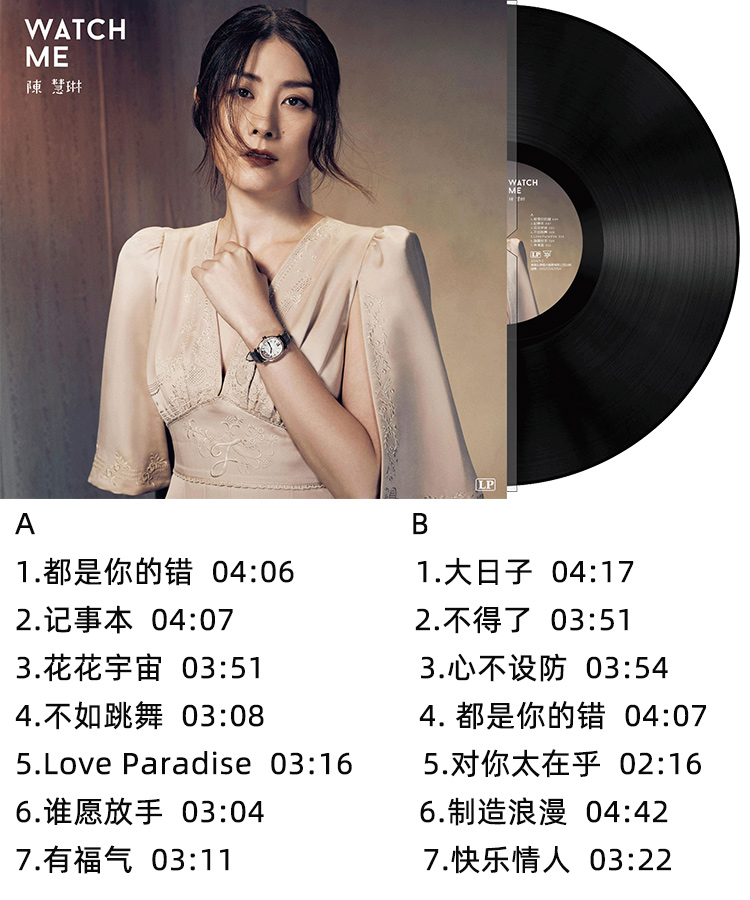 WATCH
ME
陳 慧琳
WATCH
ME
LP
LP
A
1.都是你的错 04:06
2.记事本 04:07
3.花花宇宙 03:51
4.不如跳舞 03:08
5.Love Paradise 03:16
6.谁愿放手 03:04
7.有福气 03:11
B
1.大日子 04:17
2.不得了 03:51
3.心不设防 03:54
4. 都是你的错 04:07
5.对你太在乎 02:16
6.制造浪漫 04:42
7.快乐情人 03:22